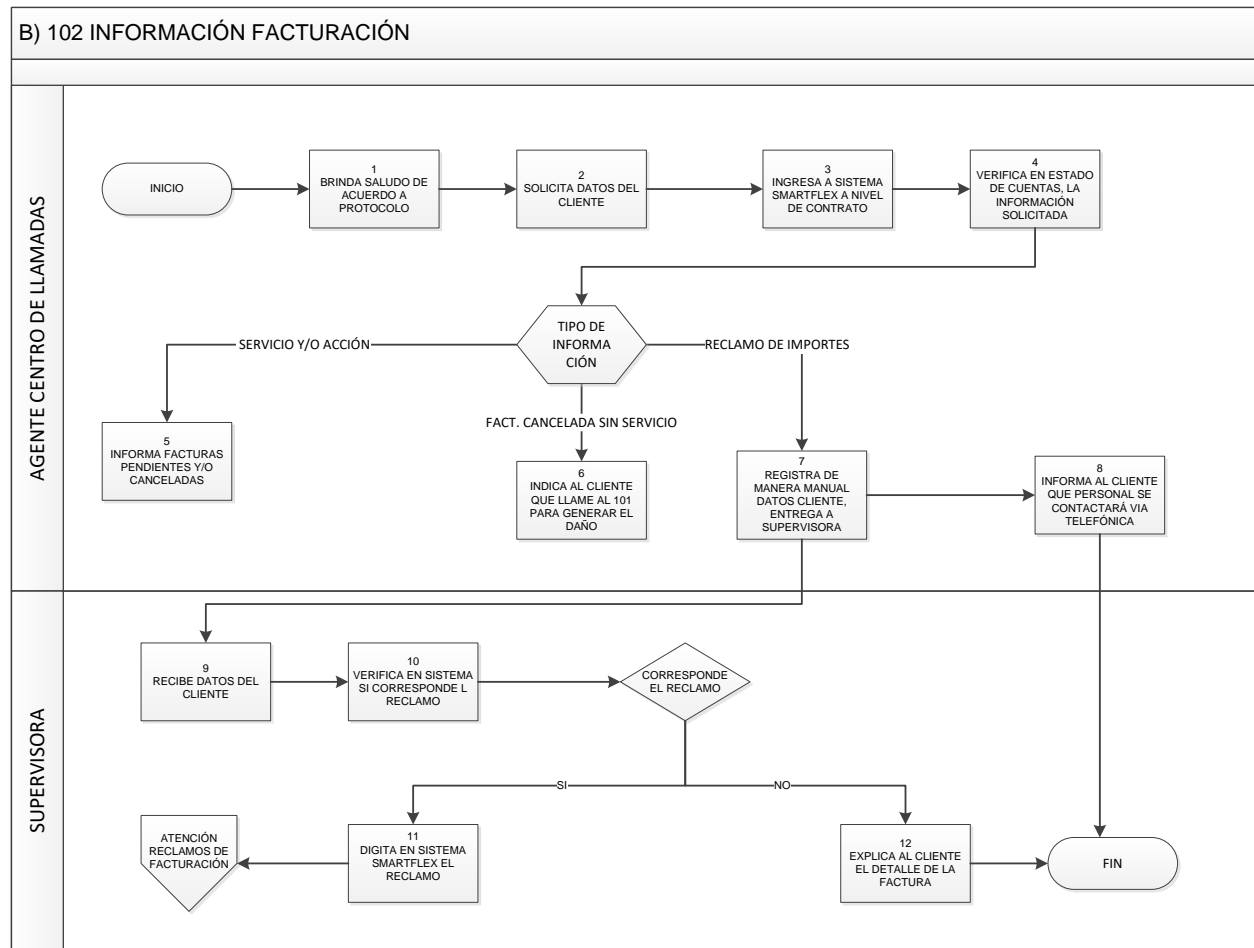 B) 102 INFORMACIÓN FACTURACIÓN
AGENTE CENTRO DE LLAMADAS
INICIO
1
BRINDA SALUDO DE
ACUERDO A
PROTOCOLO
2
SOLICITA DATOS DEL
CLIENTE
3
INGRESA A SISTEMA
SMARTFLEX A NIVEL
DE CONTRATO
4
VERIFICA EN ESTADO
DE CUENTAS, LA
INFORMACIÓN
SOLICITADA
TIPO DE
INFORMA
CIÓN
SERVICIO Y/O ACCIÓN
RECLAMO DE IMPORTES
FACT. CANCELADA SIN SERVICIO
5
INFORMA FACTURAS
PENDIENTES Y/O
CANCELADAS
6
INDICA AL CLIENTE
QUE LLAME AL 101
PARA GENERAR EL
DAÑO
7
REGISTRA DE
MANERA MANUAL
DATOS CLIENTE,
ENTREGA A
SUPERVISORA
8
INFORMA AL CLIENTE
QUE PERSONAL SE
CONTACTARÁ VIA
TELEFÓNICA
SUPERVISORA
9
RECIBE DATOS DEL
CLIENTE
10
VERIFICA EN SISTEMA
SI CORRESPONDE L
RECLAMO
CORRESPONDE
EL RECLAMO
SI
NO
ATENCIÓN
RECLAMOS DE
FACTURACIÓN
11
DIGITA EN SISTEMA
SMARTFLEX EL
RECLAMO
12
EXPLICA AL CLIENTE
EL DETALLE DE LA
FACTURA
FIN